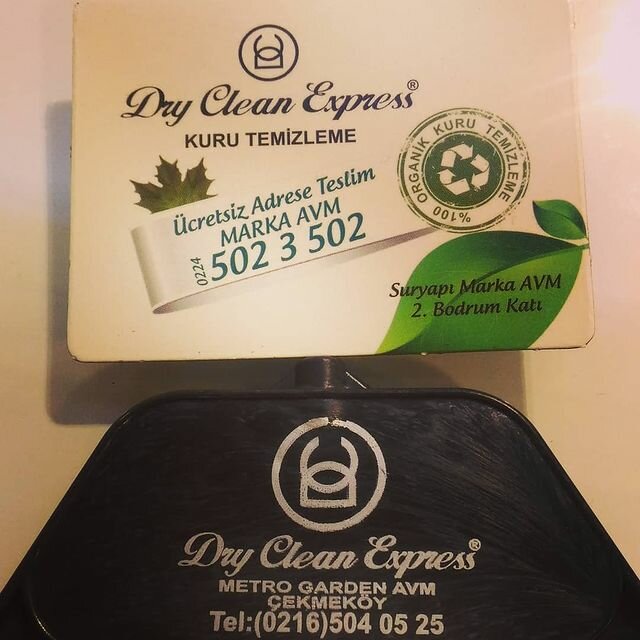 Dry Clean Express®
KURU TEMİZLEME
Ücretsiz Adrese Teslim
MARKA AVM
0224 502 3 502
%100 ORGANİK KURU TEMİZLEME
Suryapı Marka AVM
2. Bodrum Katı
Dry Clean Express®
METRO GARDEN AVM
ÇEKMEKÖY
Tel:(0216)504 05 25